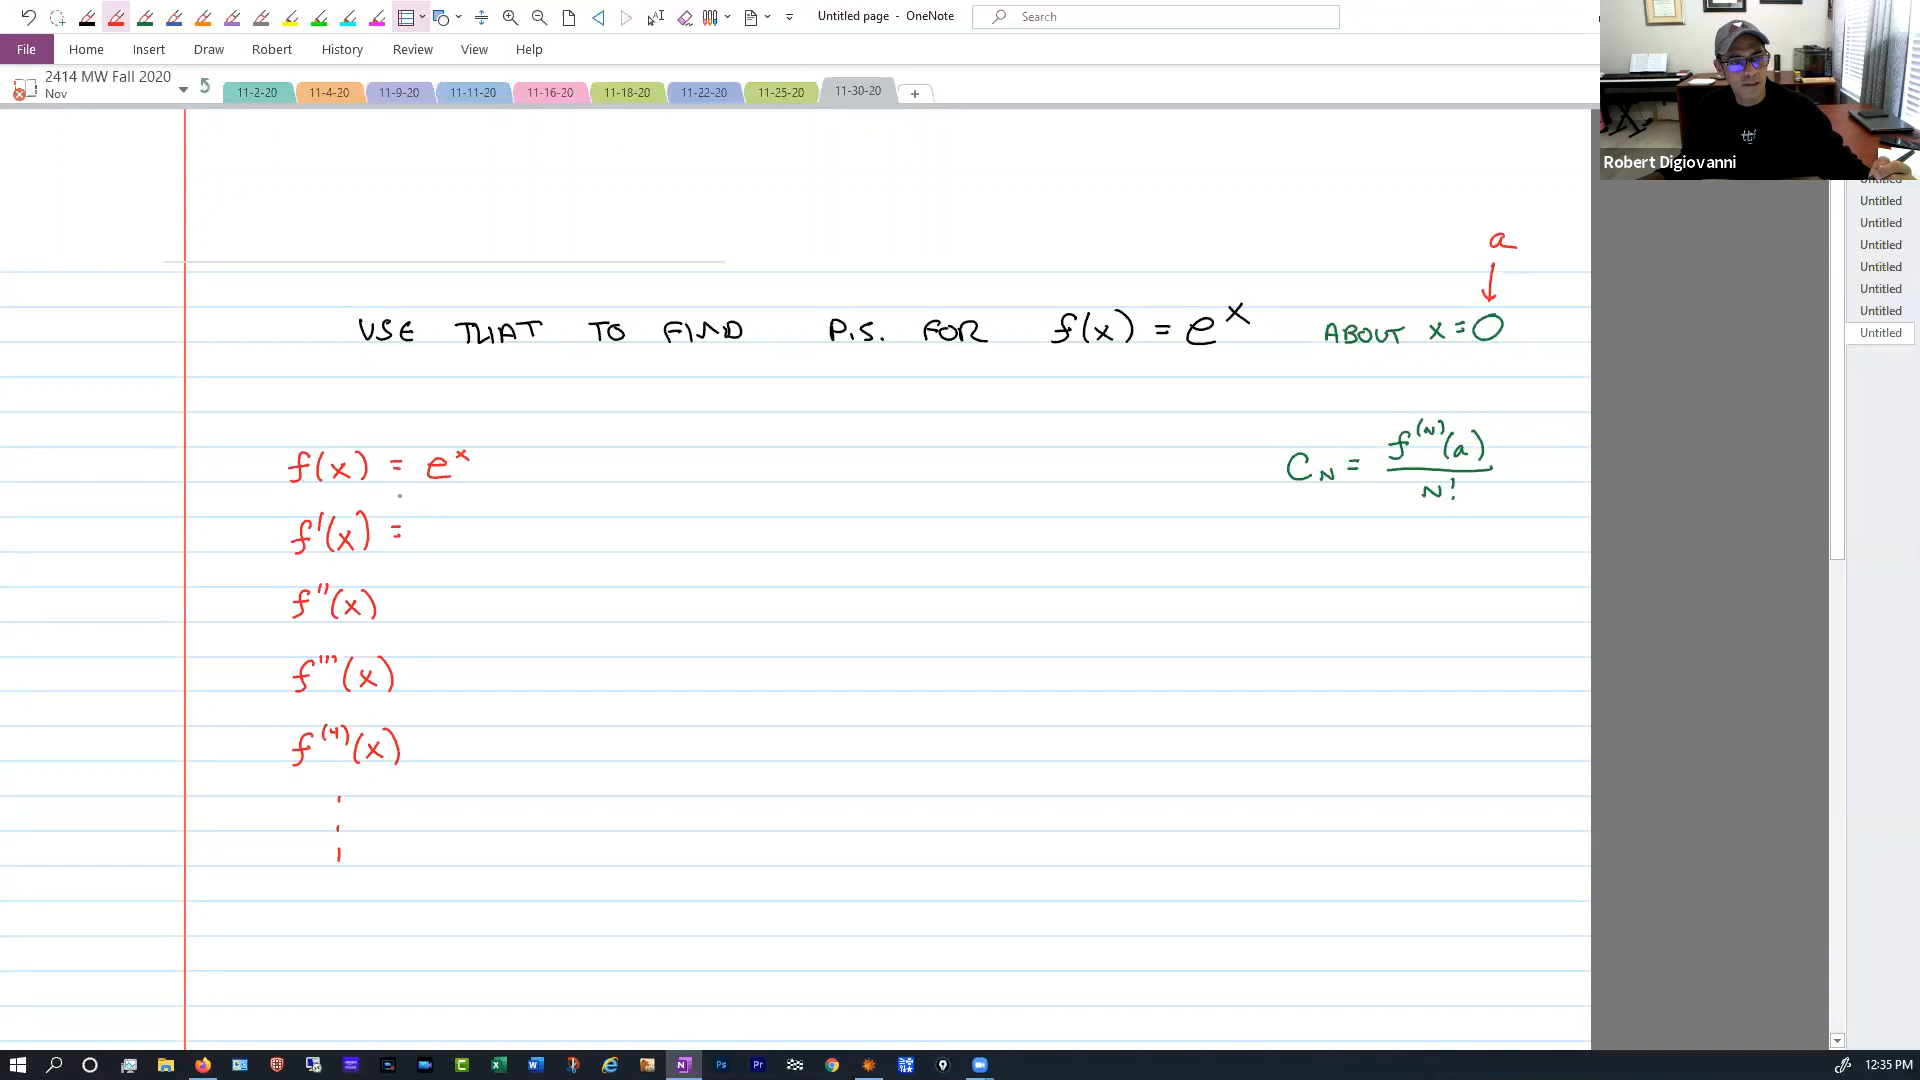 Untitled page - OneNote
Search
File Home Insert Draw Robert History Review View Help
2414 MW Fall 2020
Nov
11-2-20 11-4-20 11-9-20 11-11-20 11-16-20 11-18-20 11-22-20 11-25-20 11-30-20 +
Robert Digiovanni
Untitled
Untitled
Untitled
Untitled
Untitled
Untitled
Untitled
Untitled
a
USE THAT TO FIND P.S. FOR f(x) = e^x ABOUT x = 0
f(x) = e^x
C_N = f^(N)(a) / N!
f'(x) =
f''(x)
f'''(x)
f^(4)(x)
12:35 PM